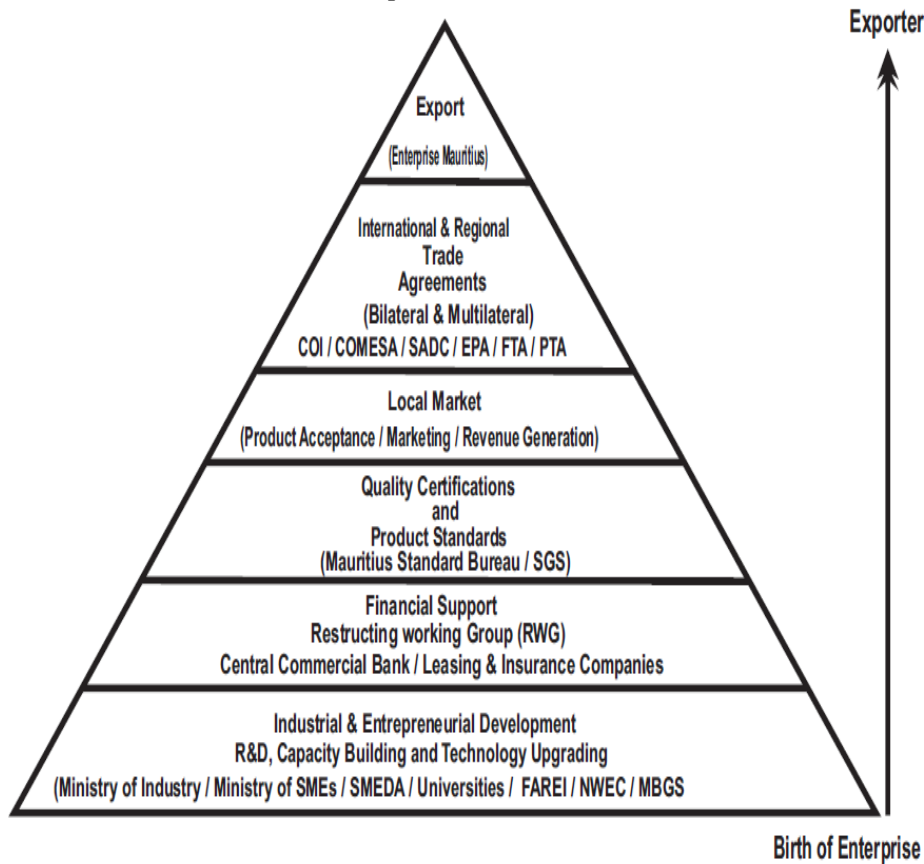 Exporter
Export
(Enterprise Mauritius)
International & Regional
Trade
Agreements
(Bilateral & Multilateral)
COI / COMESA / SADC / EPA / FTA / PTA
Local Market
(Product Acceptance / Marketing / Revenue Generation)
Quality Certifications
and
Product Standards
(Mauritius Standard Bureau / SGS)
Financial Support
Restructing working Group (RWG)
Central Commercial Bank / Leasing & Insurance Companies
Industrial & Entrepreneurial Development
R&D, Capacity Building and Technology Upgrading
(Ministry of Industry / Ministry of SMEs / SMEDA / Universities / FAREI / NWEC / MBGS
Birth of Enterprise